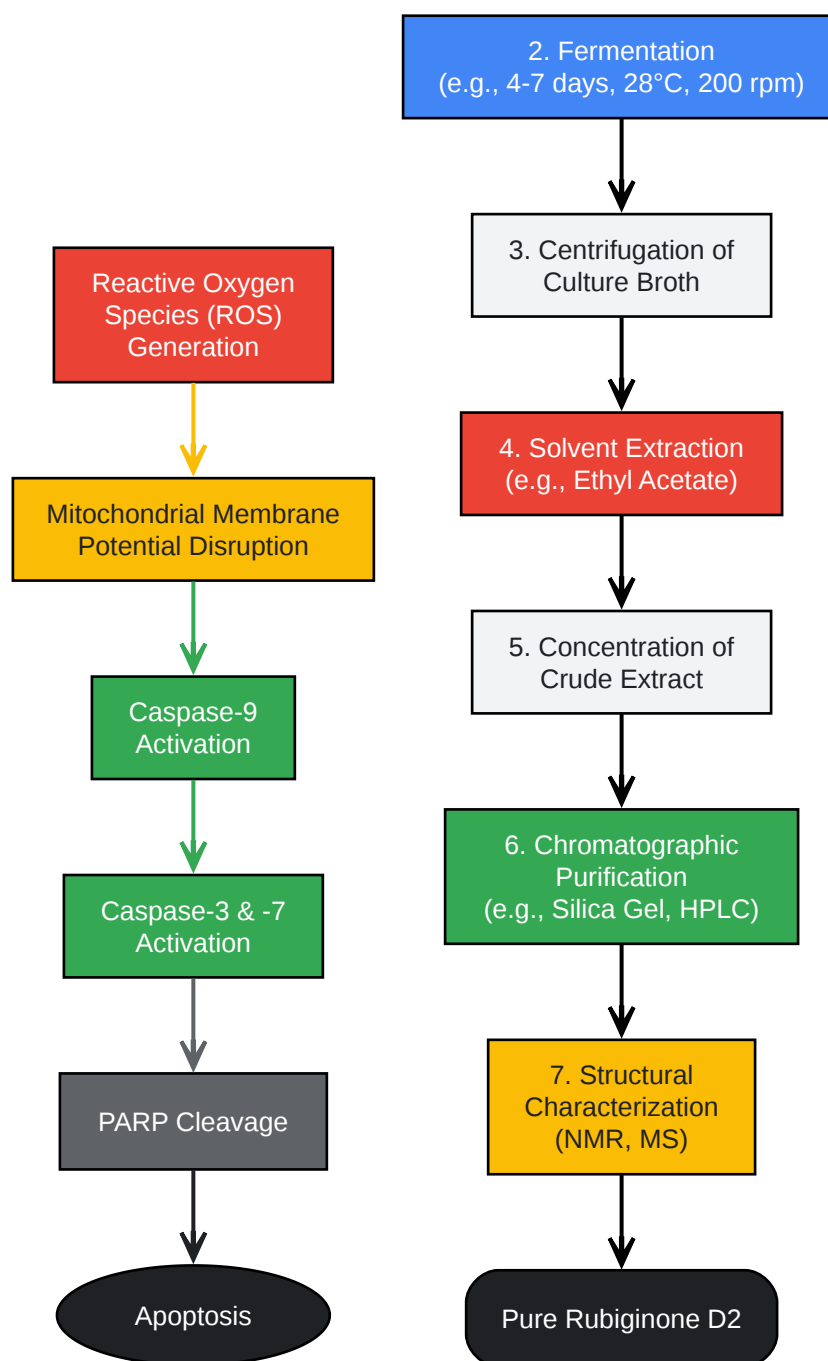 Reactive Oxygen
Species (ROS)
Generation
Mitochondrial Membrane
Potential Disruption
Caspase-9
Activation
Caspase-3 & -7
Activation
PARP Cleavage
Apoptosis
2. Fermentation
(e.g., 4-7 days, 28°C, 200 rpm)
3. Centrifugation of
Culture Broth
4. Solvent Extraction
(e.g., Ethyl Acetate)
5. Concentration of
Crude Extract
6. Chromatographic
Purification
(e.g., Silica Gel, HPLC)
7. Structural
Characterization
(NMR, MS)
Pure Rubiginone D2